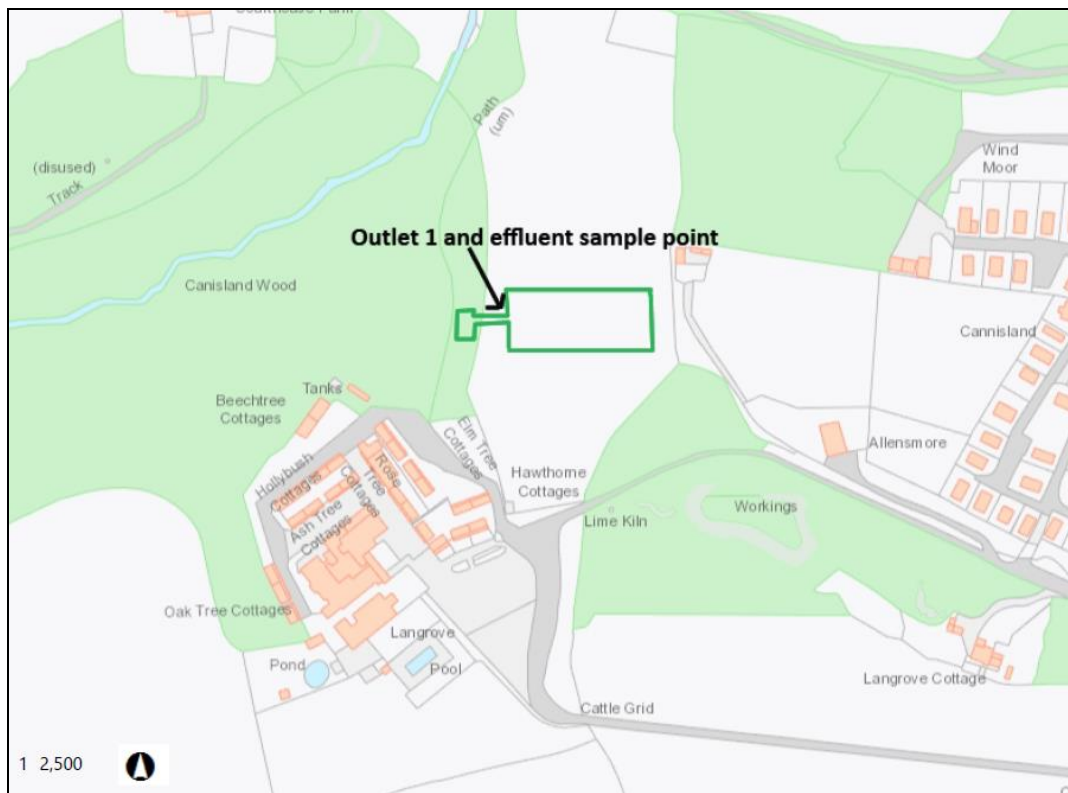 Path
(um)
Wind
Moor
(disused)
Track
Outlet 1 and effluent sample point
Canisland Wood
Cannisland
Tanks
Beechtree
Cottages
Elm Tree
Cottages
Allensmore
Hollybush
Cottages
Rose
Tree
Cottages
Hawthorne
Cottages
Ash Tree
Cottages
Lime Kiln
Workings
Oak Tree Cottages
Langrove
Pond
Pool
Langrove Cottage
Cattle Grid
1 2,500